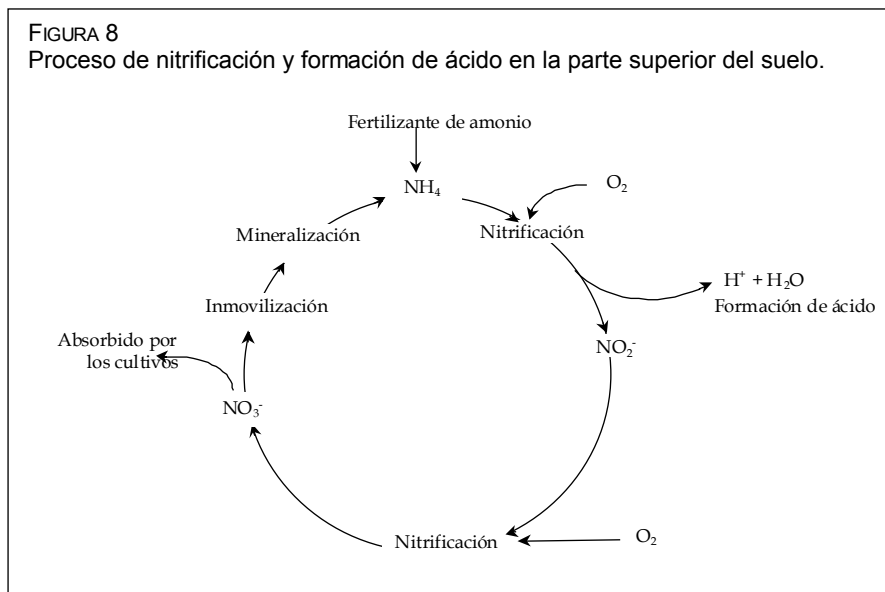 FIGURA 8
Proceso de nitrificación y formación de ácido en la parte superior del suelo.
Fertilizante de amonio
NH₄
O₂
Mineralización
Nitrificación
H⁺ + H₂O
Formación de ácido
Inmovilización
Absorbido por
los cultivos
NO₂⁻
NO₃⁻
Nitrificación
O₂